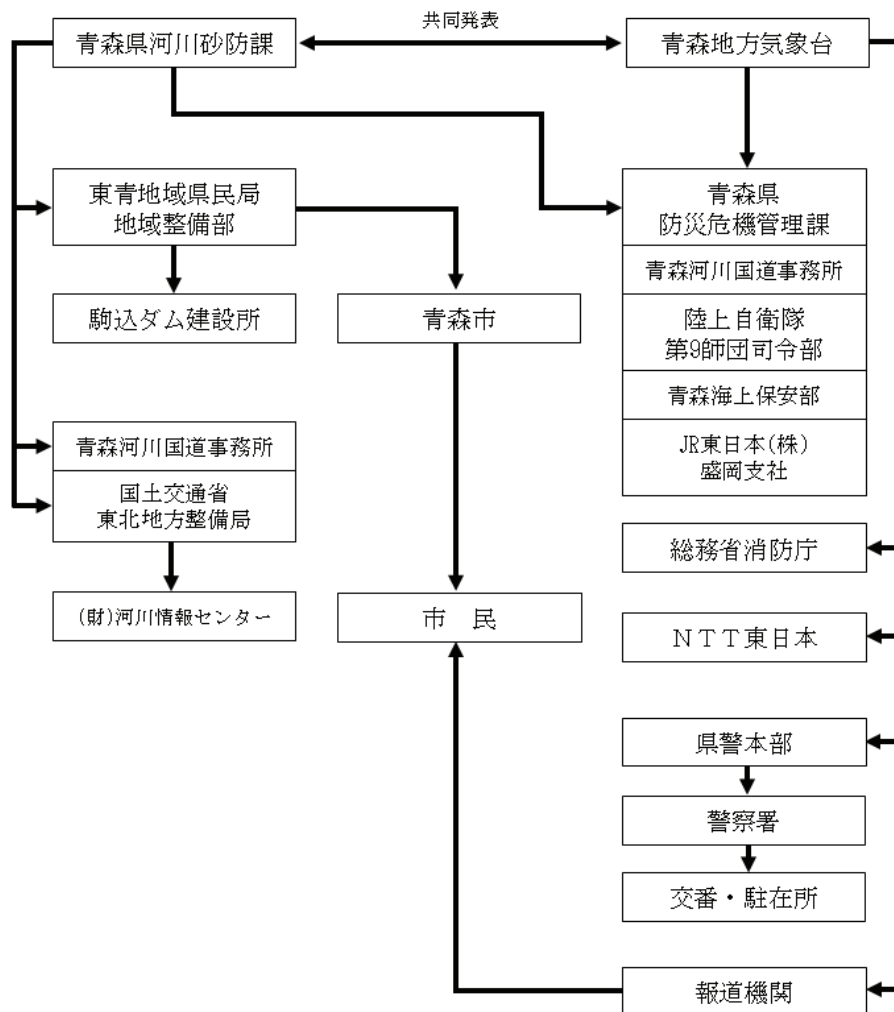 共同発表
青森県河川砂防課
青森地方気象台
東青地域県民局
地域整備部
青森県
防災危機管理課
青森河川国道事務所
駒込ダム建設所
青森市
陸上自衛隊
第9師団司令部
青森海上保安部
青森河川国道事務所
JR東日本(株)
盛岡支社
国土交通省
東北地方整備局
総務省消防庁
(財)河川情報センター
市　民
ＮＴＴ東日本
県警本部
警察署
交番・駐在所
報道機関